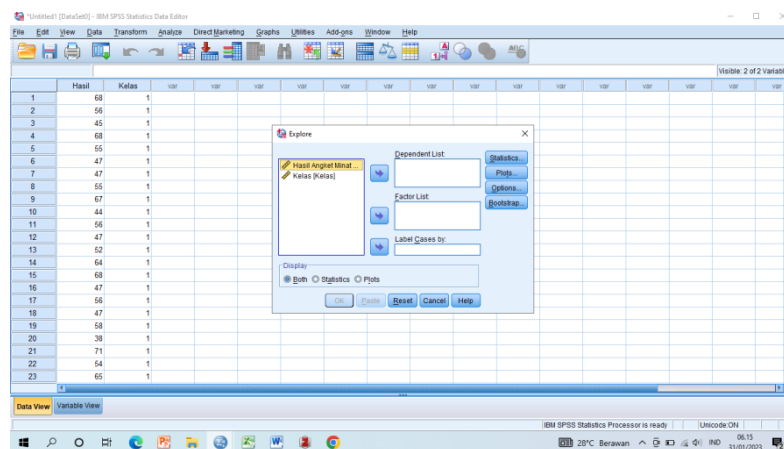 *Untitled1 [DataSet0] - IBM SPSS Statistics Data Editor
File Edit View Data Transform Analyze Direct Marketing Graphs Utilities Add-ons Window Help
Visible: 2 of 2 Variabl
Hasil Kelas var var var var var var var var var var var var
1 68 1
2 56 1
3 45 1
4 68 1
5 55 1
6 47 1
7 47 1
8 55 1
9 67 1
10 44 1
11 56 1
12 47 1
13 52 1
14 64 1
15 68 1
16 47 1
17 56 1
18 47 1
19 58 1
20 38 1
21 71 1
22 54 1
23 65 1
Explore
Hasil Angket Minat ...
Kelas [Kelas]
Dependent List:
Factor List:
Label Cases by:
Statistics...
Plots...
Options...
Bootstrap...
Display
Both Statistics Plots
OK Paste Reset Cancel Help
Data View Variable View
IBM SPSS Statistics Processor is ready Unicode:ON
28°C Berawan IND 06.15
31/01/2023